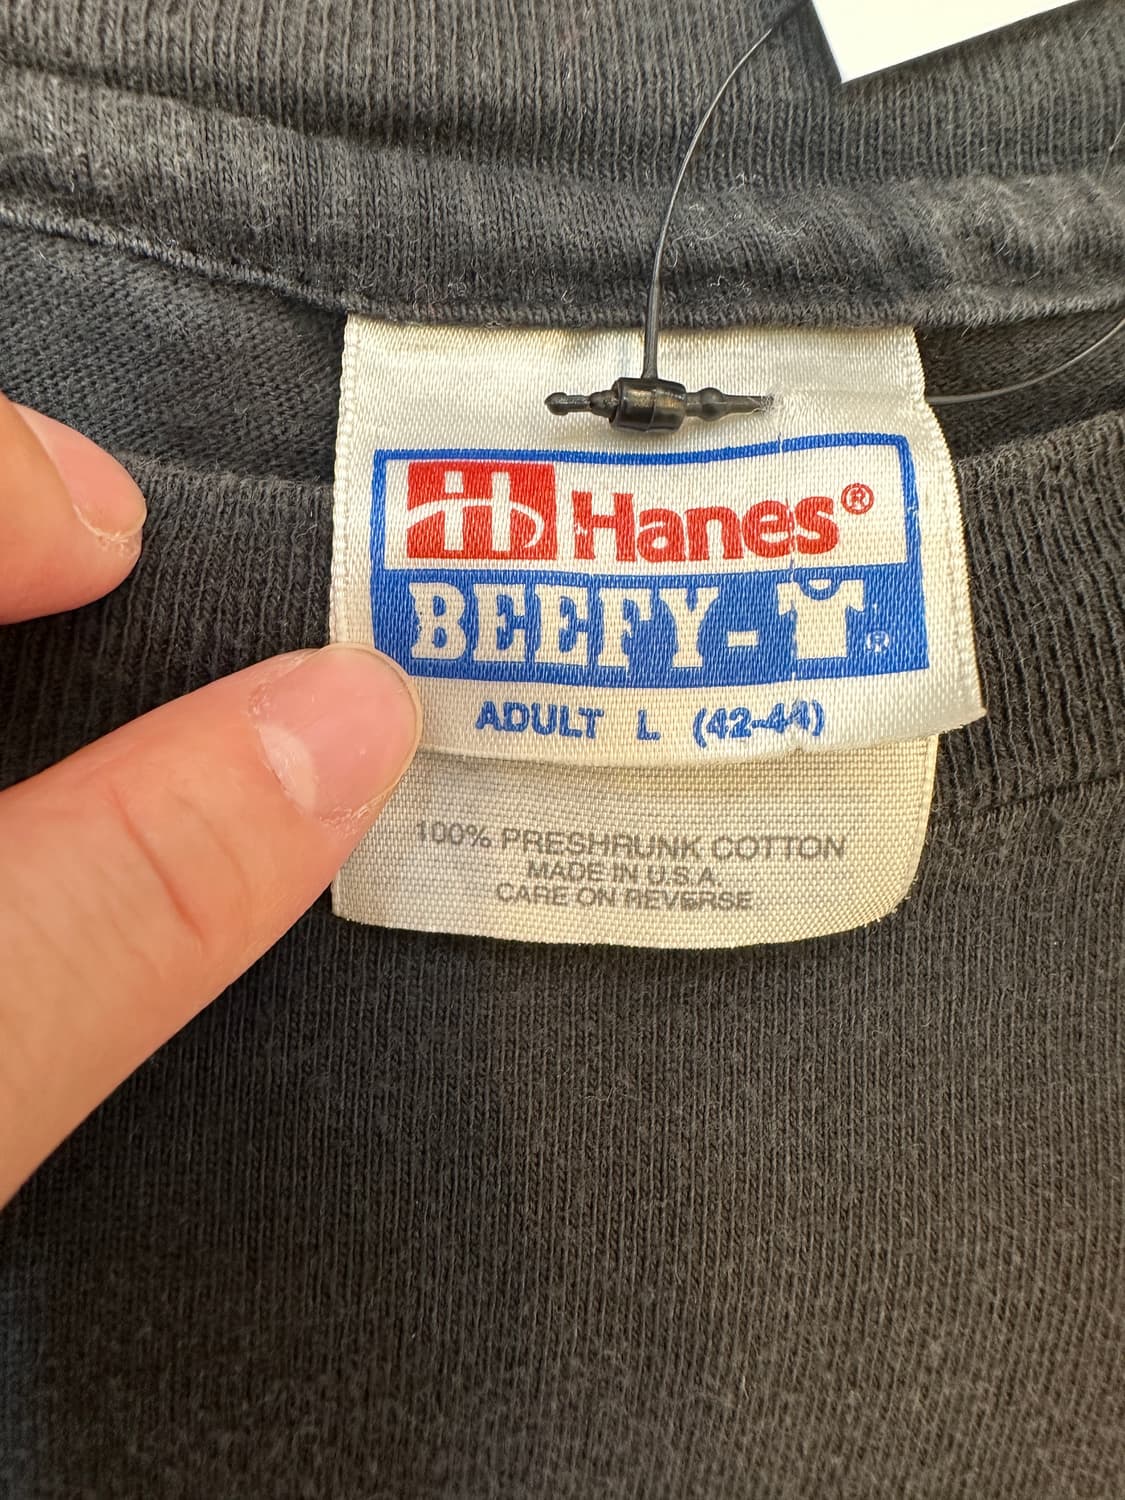 Hanes®
BEEFY-T®
ADULT L (42-44)
100% PRESHRUNK COTTON
MADE IN U.S.A.
CARE ON REVERSE